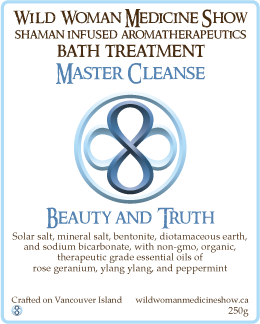 Wild Woman Medicine Show
shaman infused aromatherapeutics
bath treatment
Master Cleanse
Beauty and Truth
Solar salt, mineral salt, bentonite, diotamaceous earth,
and sodium bicarbonate, with non-gmo, organic,
therapeutic grade essential oils of
rose geranium, ylang ylang, and peppermint
Crafted on Vancouver Island wildwomanmedicineshow.ca
250g